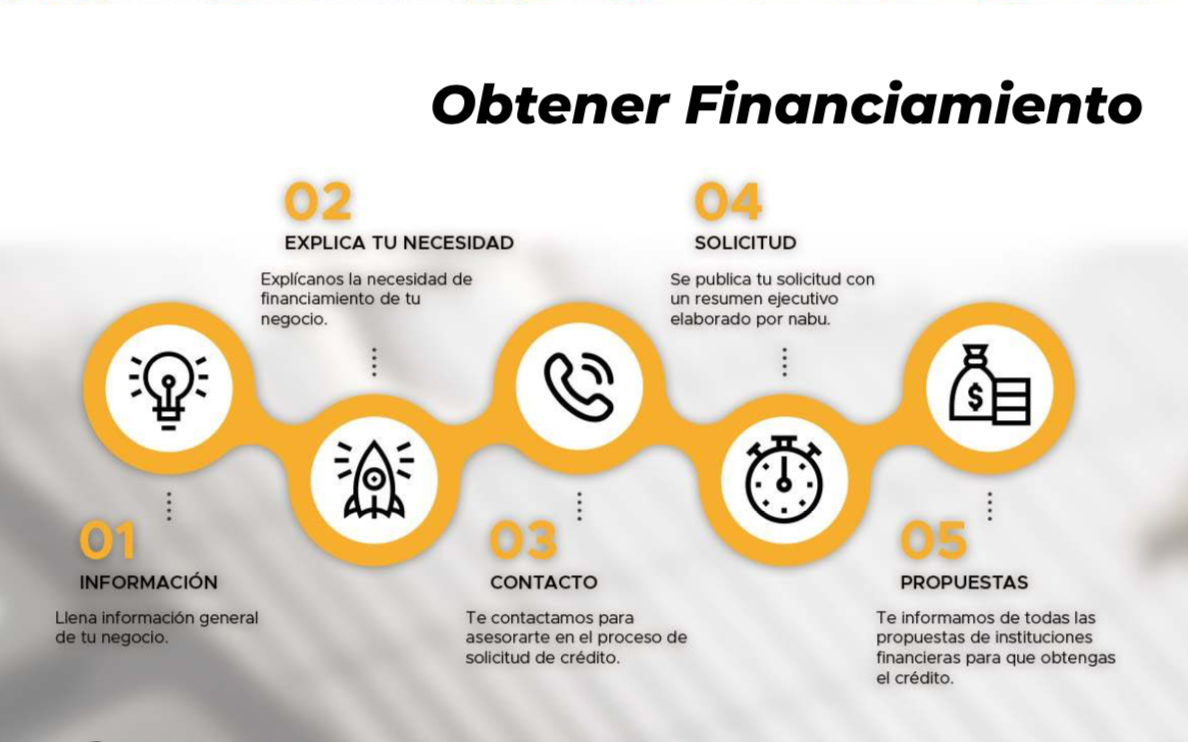 Obtener Financiamiento
01
INFORMACIÓN
Llena información general
de tu negocio.
02
EXPLICA TU NECESIDAD
Explícanos la necesidad de
financiamiento de tu
negocio.
03
CONTACTO
Te contactamos para
asesorarte en el proceso de
solicitud de crédito.
04
SOLICITUD
Se publica tu solicitud con
un resumen ejecutivo
elaborado por nabu.
05
PROPUESTAS
Te informamos de todas las
propuestas de instituciones
financieras para que obtengas
el crédito.
$